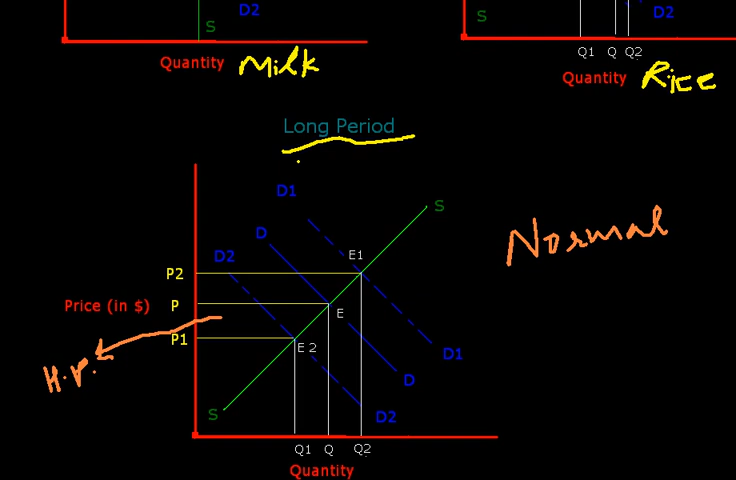 D2
S
Quantity Milk
S
D2
Q1 Q Q2
Quantity Rice
Long Period
D1
S
D
D2
E1
P2
Price (in $) P
E
P1
E 2
D1
D
S
D2
H.P.
Normal
Q1 Q Q2
Quantity